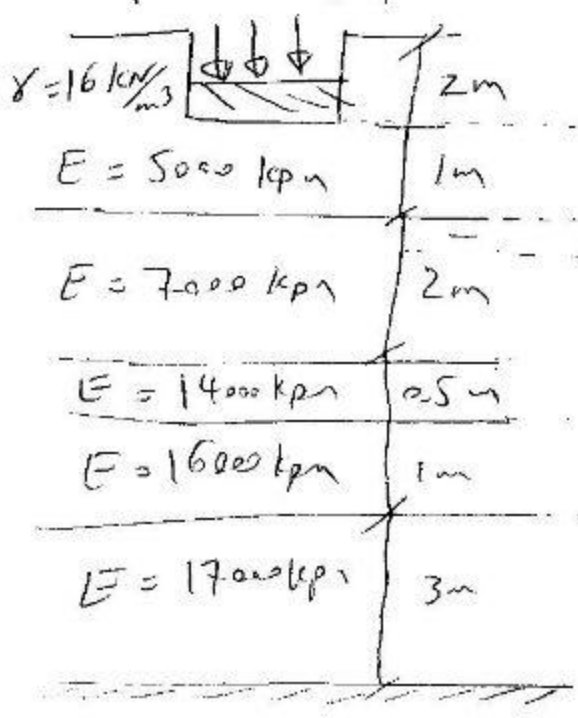 γ=16 kN/m3
2m
E = 5000 kpa
1m
E = 7000 kpa
2m
E = 14000 kpa
0.5 m
E = 16000 kpa
1m
E = 17000 kpa
3m